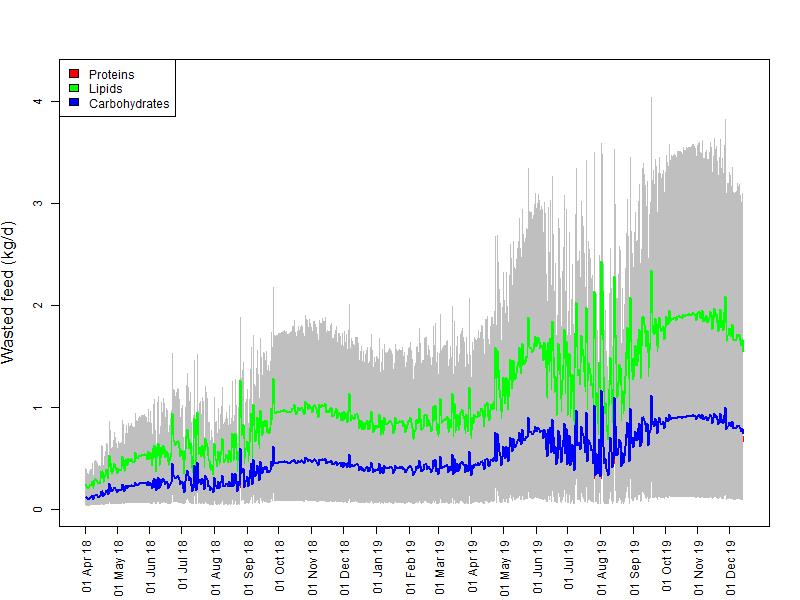 Proteins
Lipids
Carbohydrates
Wasted feed (kg/d)
4
3
2
1
0
01 Apr 18
01 May 18
01 Jun 18
01 Jul 18
01 Aug 18
01 Sep 18
01 Oct 18
01 Nov 18
01 Dec 18
01 Jan 19
01 Feb 19
01 Mar 19
01 Apr 19
01 May 19
01 Jun 19
01 Jul 19
01 Aug 19
01 Sep 19
01 Oct 19
01 Nov 19
01 Dec 19